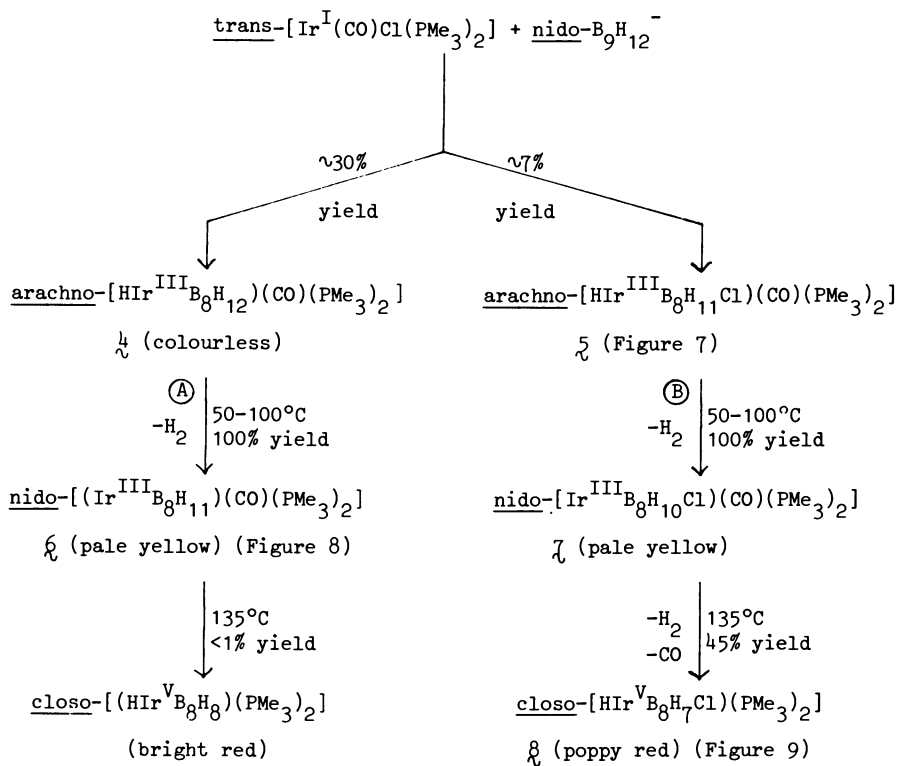 trans-[Ir^I(CO)Cl(PMe3)2] + nido-B9H12^-
~30% ~7%
yield yield
arachno-[HIr^III B8H12)(CO)(PMe3)2] arachno-[HIr^III B8H11Cl)(CO)(PMe3)2]
4 (colourless) 5 (Figure 7)
A B
-H2 50-100°C -H2 50-100°C
100% yield 100% yield
nido-[(Ir^III B8H11)(CO)(PMe3)2] nido-[Ir^III B8H10Cl)(CO)(PMe3)2]
6 (pale yellow) (Figure 8) 7 (pale yellow)
135°C -H2 135°C
<1% yield -CO 45% yield
closo-[(HIr^V B8H8)(PMe3)2] closo-[HIr^V B8H7Cl)(PMe3)2]
(bright red) 8 (poppy red) (Figure 9)